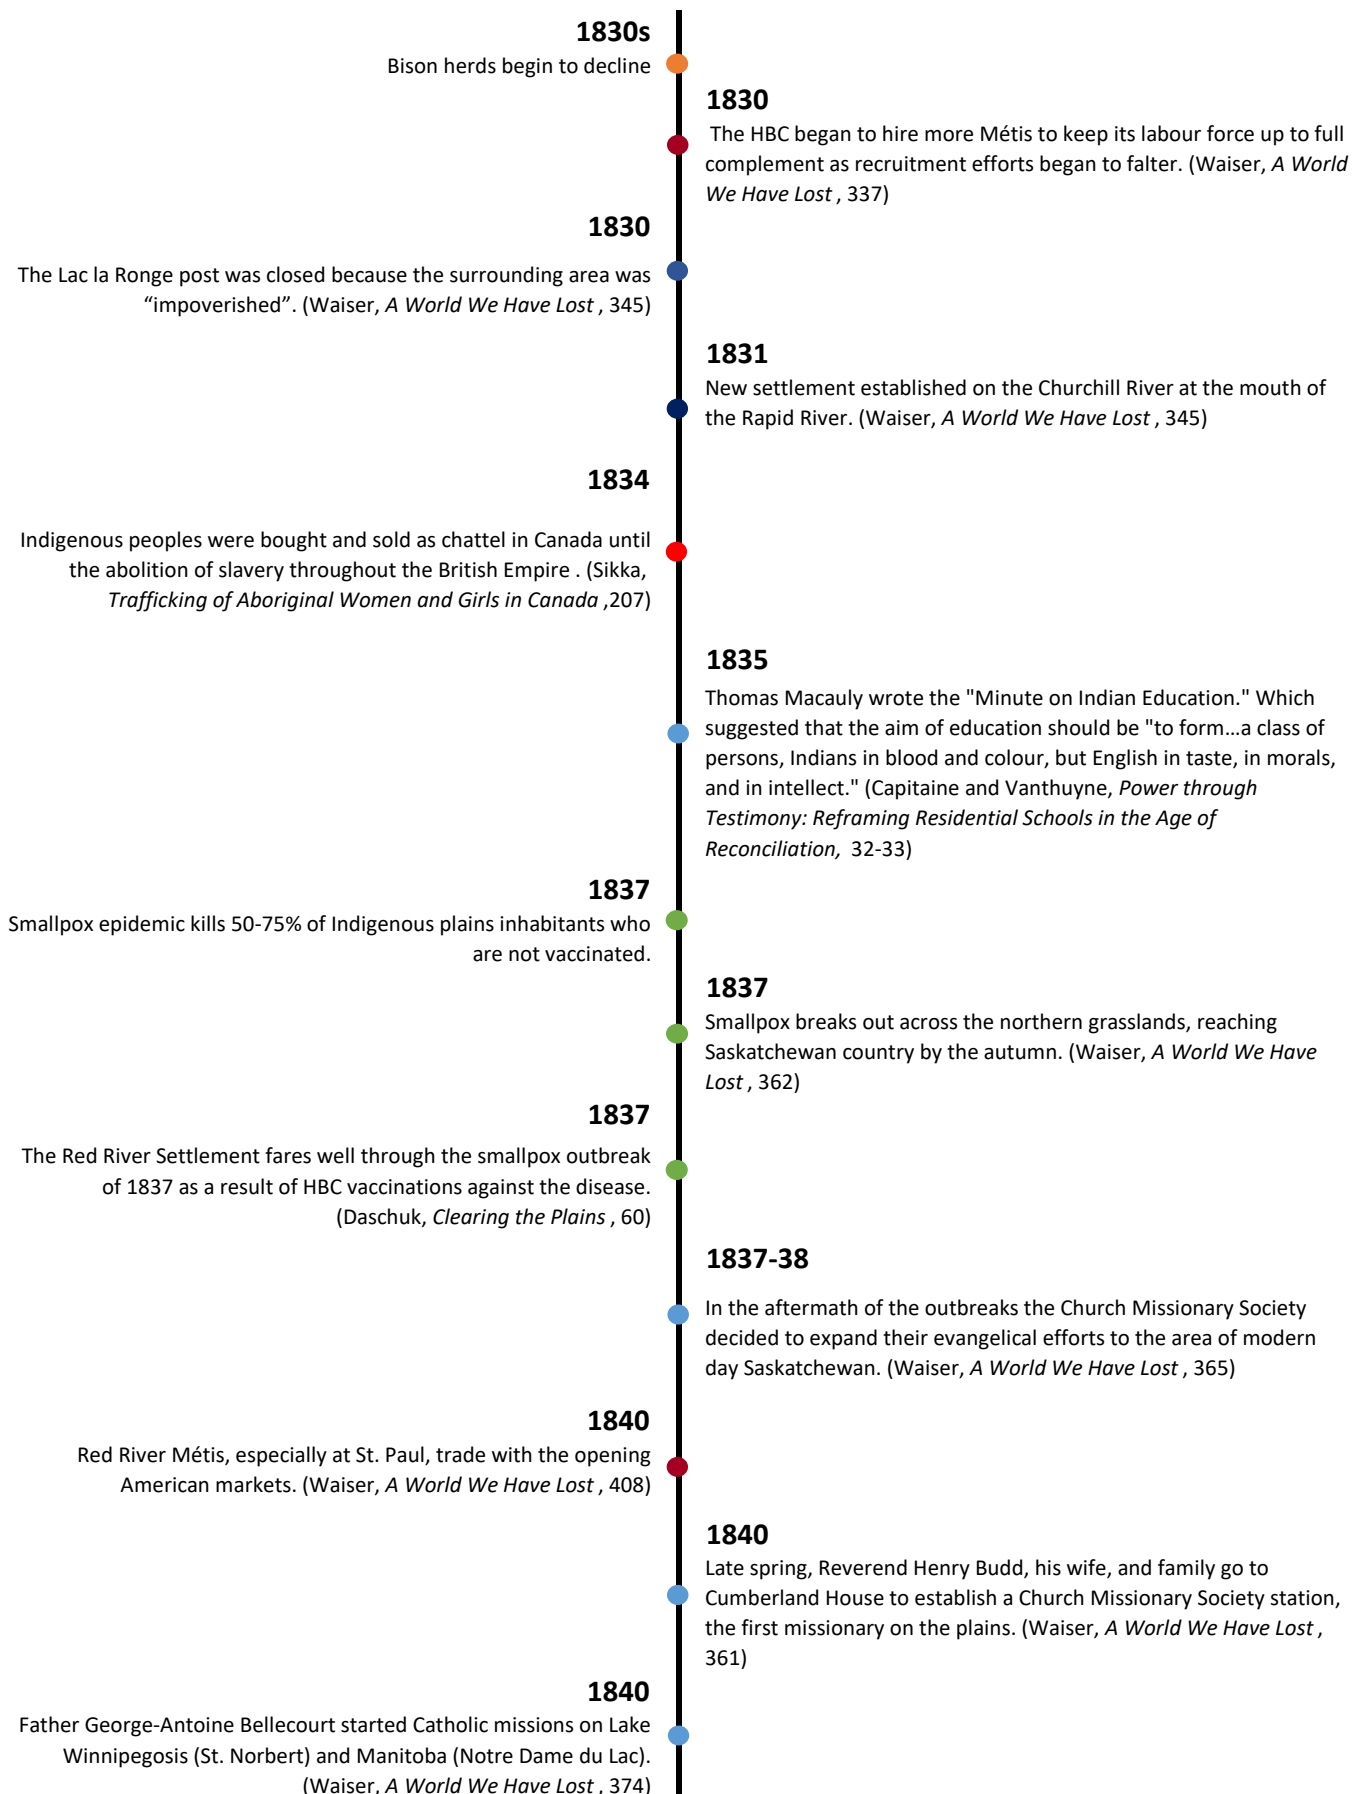 1830s
Bison herds begin to decline
1830
The HBC began to hire more Métis to keep its labour force up to full
complement as recruitment efforts began to falter. (Waiser, A World
We Have Lost , 337)
1830
The Lac la Ronge post was closed because the surrounding area was
“impoverished”. (Waiser, A World We Have Lost , 345)
1831
New settlement established on the Churchill River at the mouth of
the Rapid River. (Waiser, A World We Have Lost , 345)
1834
Indigenous peoples were bought and sold as chattel in Canada until
the abolition of slavery throughout the British Empire . (Sikka,
Trafficking of Aboriginal Women and Girls in Canada ,207)
1835
Thomas Macauly wrote the "Minute on Indian Education." Which
suggested that the aim of education should be "to form…a class of
persons, Indians in blood and colour, but English in taste, in morals,
and in intellect." (Capitaine and Vanthuyne, Power through
Testimony: Reframing Residential Schools in the Age of
Reconciliation, 32-33)
1837
Smallpox epidemic kills 50-75% of Indigenous plains inhabitants who
are not vaccinated.
1837
Smallpox breaks out across the northern grasslands, reaching
Saskatchewan country by the autumn. (Waiser, A World We Have
Lost , 362)
1837
The Red River Settlement fares well through the smallpox outbreak
of 1837 as a result of HBC vaccinations against the disease.
(Daschuk, Clearing the Plains , 60)
1837-38
In the aftermath of the outbreaks the Church Missionary Society
decided to expand their evangelical efforts to the area of modern
day Saskatchewan. (Waiser, A World We Have Lost , 365)
1840
Red River Métis, especially at St. Paul, trade with the opening
American markets. (Waiser, A World We Have Lost , 408)
1840
Late spring, Reverend Henry Budd, his wife, and family go to
Cumberland House to establish a Church Missionary Society station,
the first missionary on the plains. (Waiser, A World We Have Lost ,
361)
1840
Father George-Antoine Bellecourt started Catholic missions on Lake
Winnipegosis (St. Norbert) and Manitoba (Notre Dame du Lac).
(Waiser, A World We Have Lost , 374)